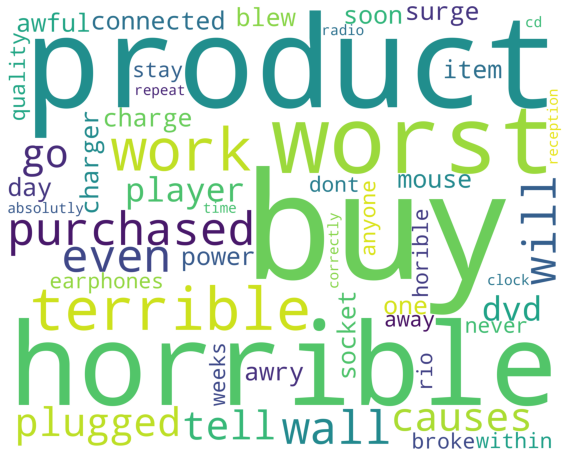 awful
connected
blew
soon
surge
radio
cd
quality
product
stay
repeat
item
charger
charge
worst
reception
go
work
day
player
dont
mouse
anyone
will
absolutly
time
buy
purchased
even
power
correctly
horible
clock
earphones
terrible
socket
one
away
dvd
never
horrible
weeks
awry
rio
plugged
tell
wall
causes
broke
within